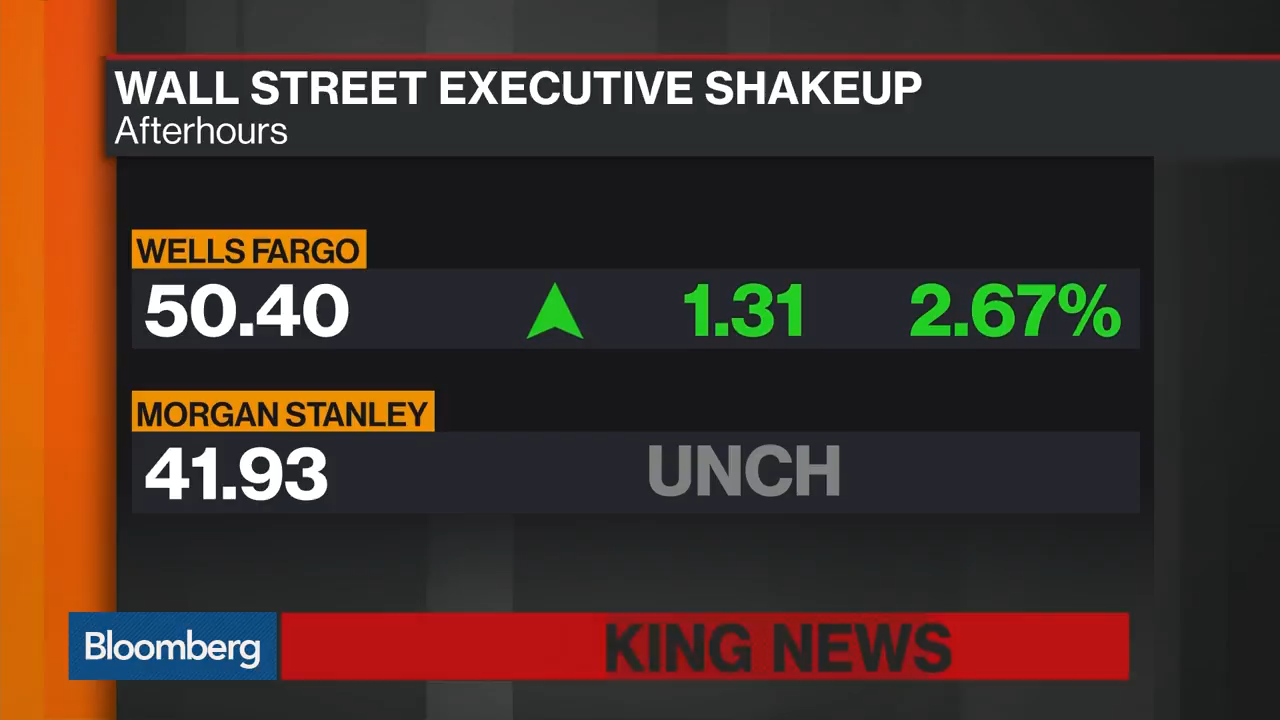 WALL STREET EXECUTIVE SHAKEUP
Afterhours
WELLS FARGO
50.40 1.31 2.67%
MORGAN STANLEY
41.93 UNCH
Bloomberg KING NEWS